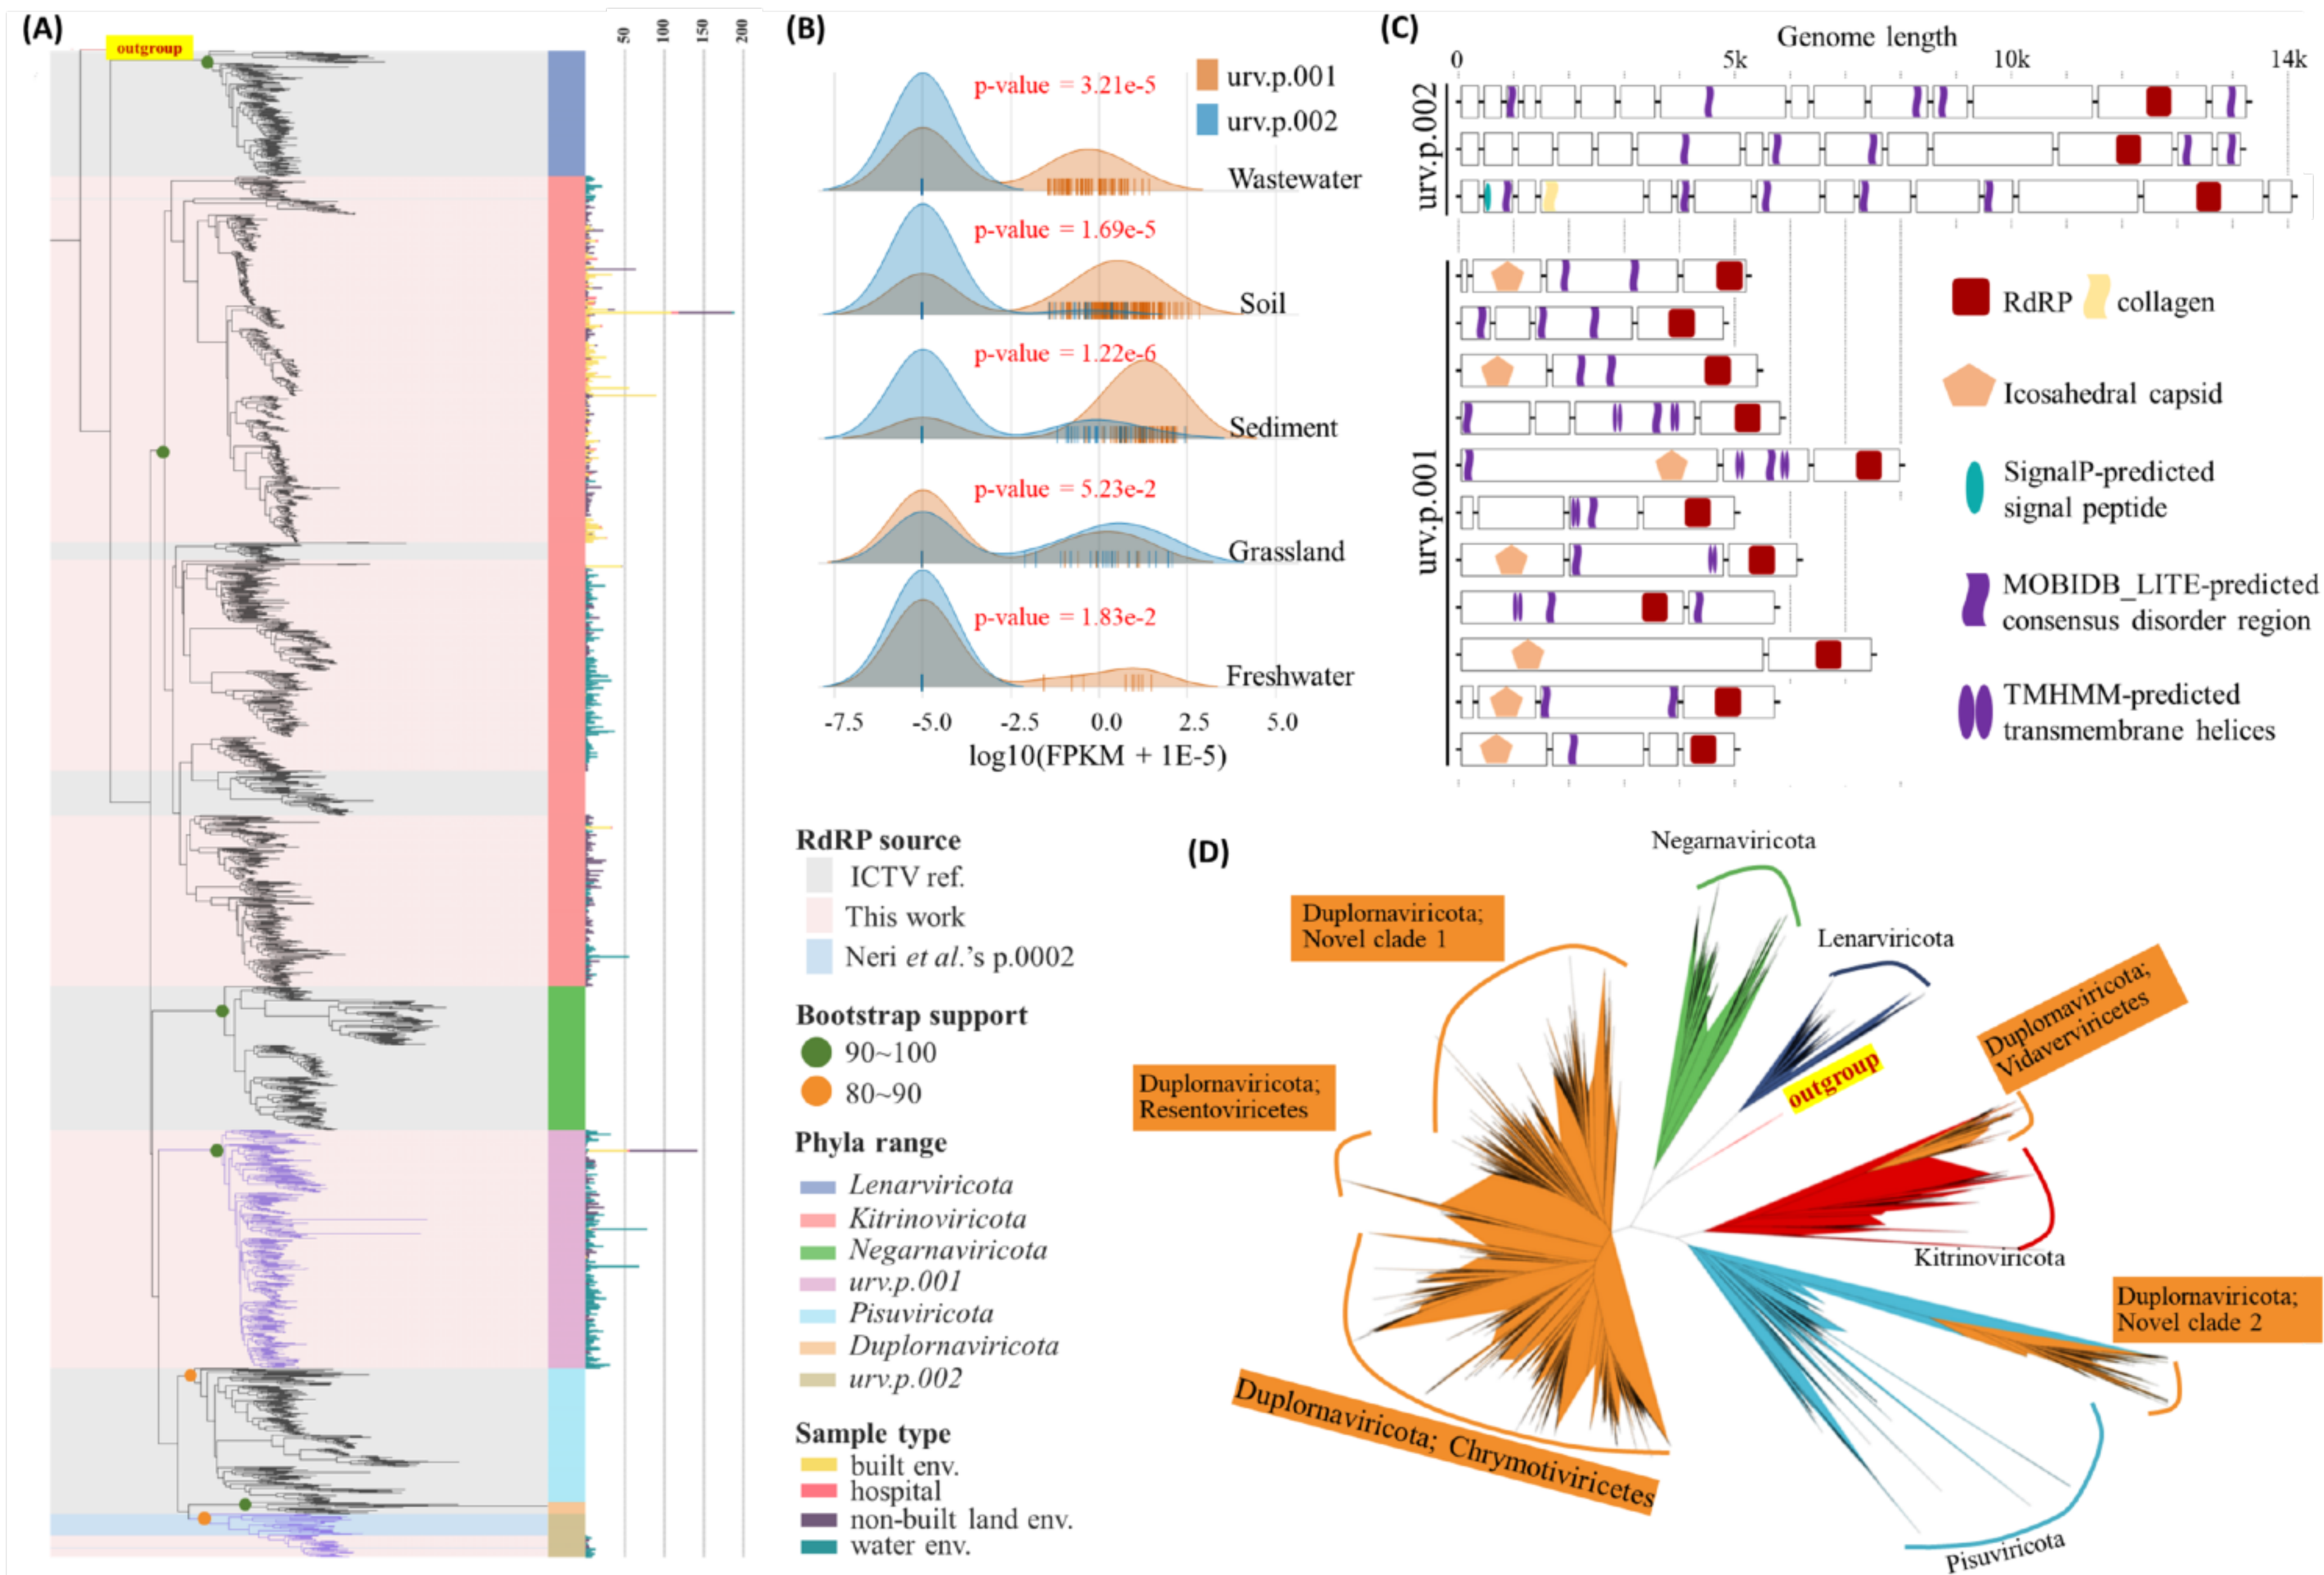 (A)
outgroup
50
100
150
200
(B)
p-value = 3.21e-5
urv.p.001
urv.p.002
Wastewater
p-value = 1.69e-5
Soil
p-value = 1.22e-6
Sediment
p-value = 5.23e-2
Grassland
p-value = 1.83e-2
Freshwater
-7.5 -5.0 -2.5 0.0 2.5 5.0
log10(FPKM + 1E-5)
(C)
Genome length
0 5k 10k 14k
urv.p.002
urv.p.001
RdRP
collagen
Icosahedral capsid
SignalP-predicted
signal peptide
MOBIDB_LITE-predicted
consensus disorder region
TMHMM-predicted
transmembrane helices
RdRP source
ICTV ref.
This work
Neri et al.'s p.0002
Bootstrap support
90~100
80~90
Phyla range
Lenarviricota
Kitrinoviricota
Negarnaviricota
urv.p.001
Pisuviricota
Duplornaviricota
urv.p.002
Sample type
built env.
hospital
non-built land env.
water env.
(D)
Negarnaviricota
Duplornaviricota;
Novel clade 1
Lenarviricota
Duplornaviricota;
Vidaverviricetes
outgroup
Duplornaviricota;
Resentoviricetes
Kitrinoviricota
Duplornaviricota;
Novel clade 2
Duplornaviricota; Chrymotiviricetes
Pisuviricota